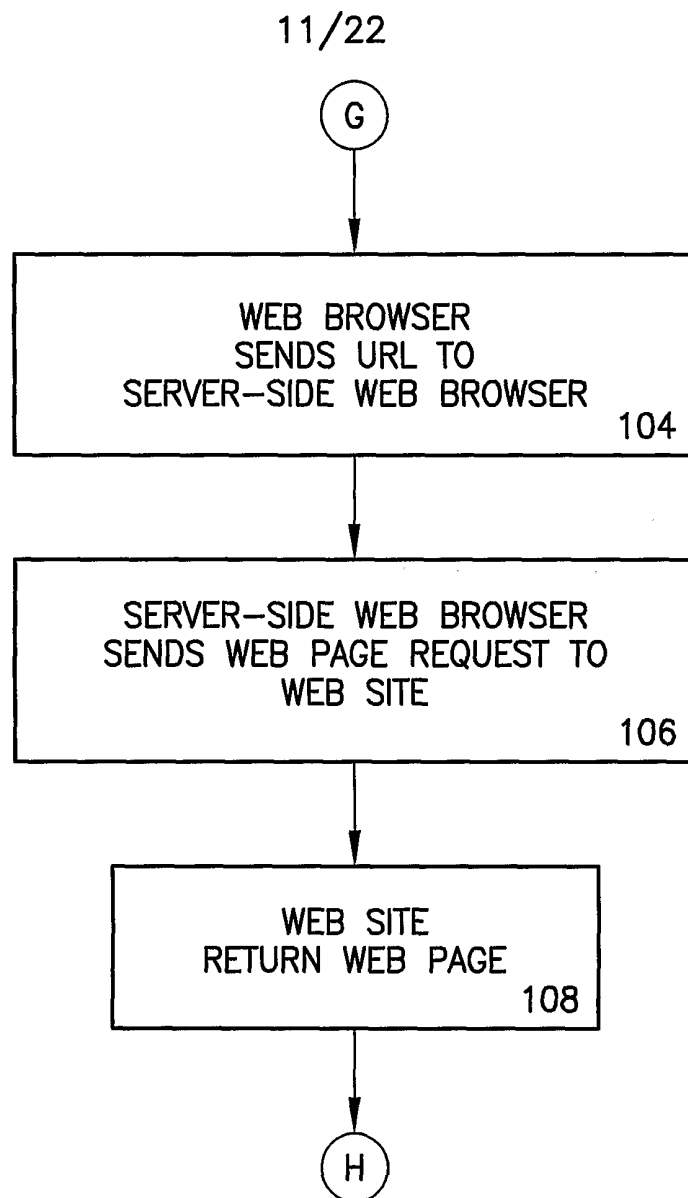 11/22
G
WEB BROWSER
SENDS URL TO
SERVER-SIDE WEB BROWSER
104
SERVER-SIDE WEB BROWSER
SENDS WEB PAGE REQUEST TO
WEB SITE
106
WEB SITE
RETURN WEB PAGE
108
H